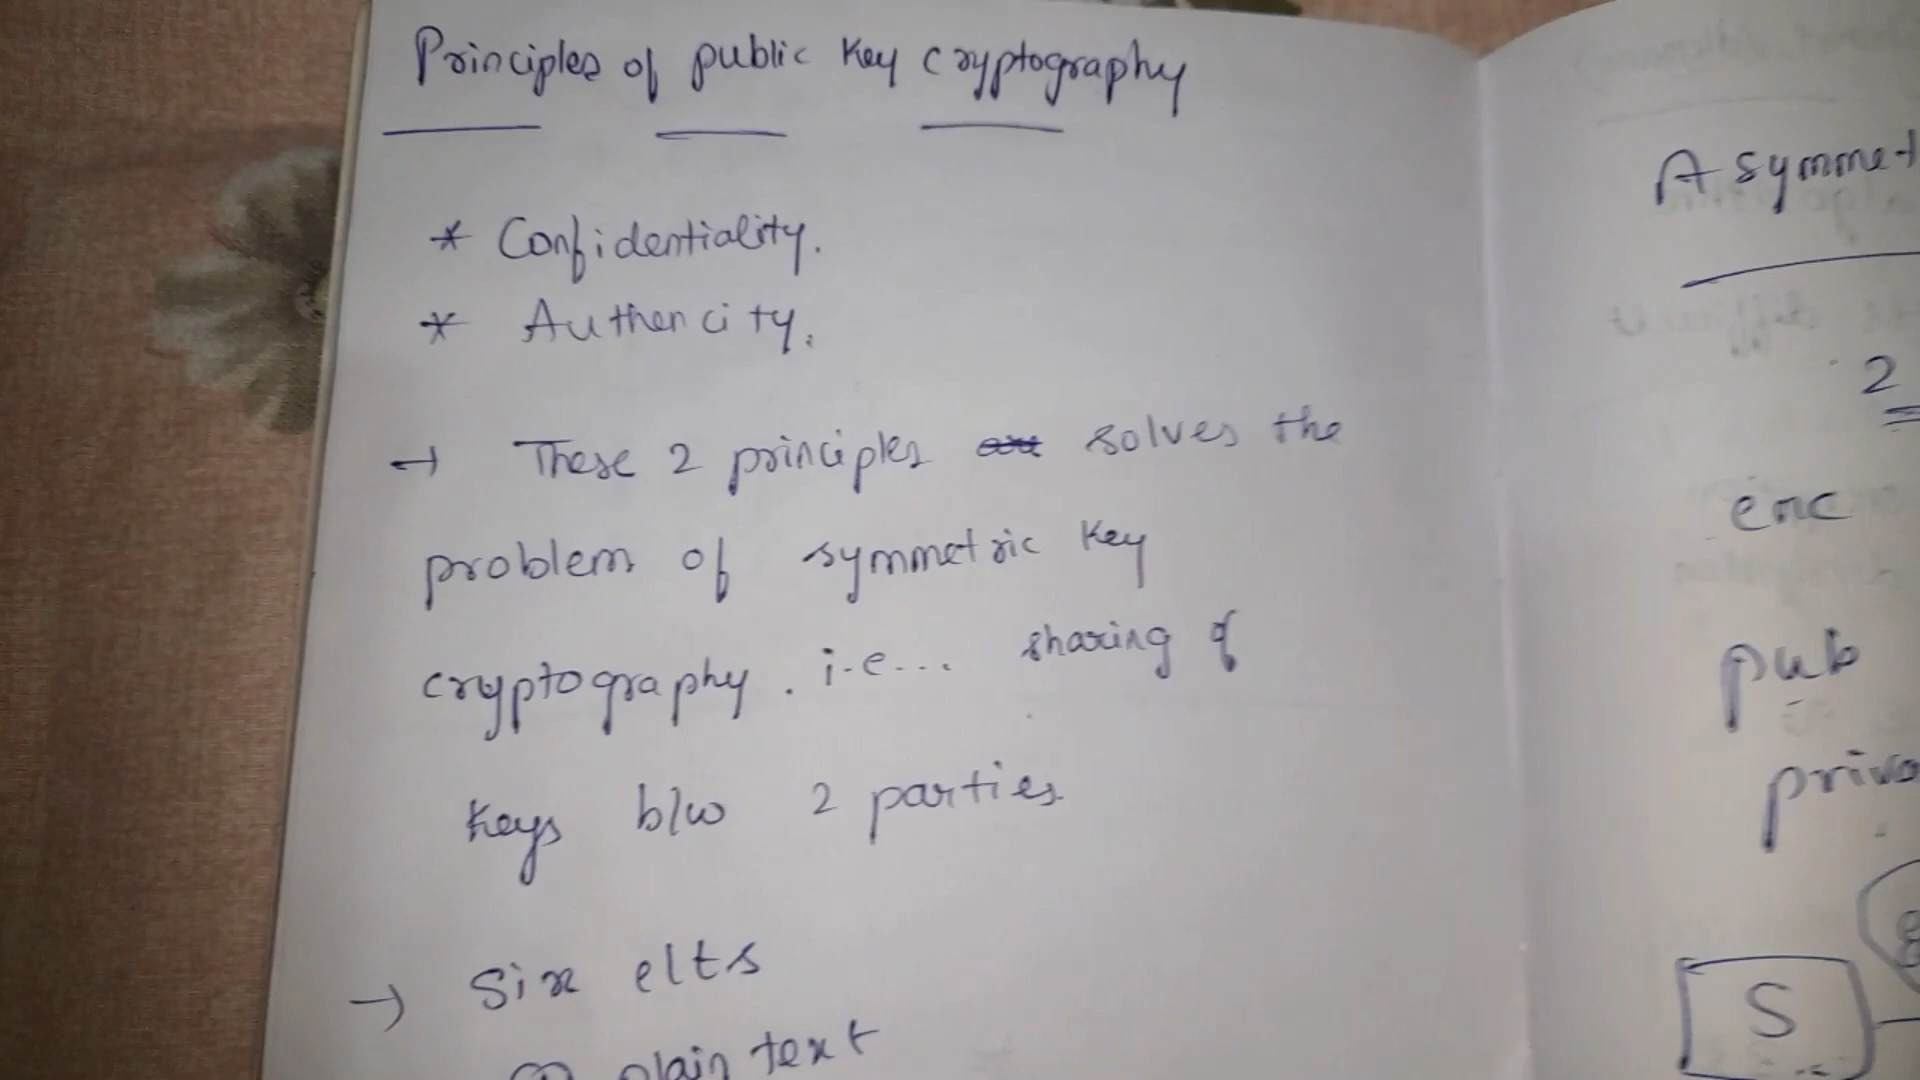 Principles of public Key cryptography
* Confidentiality.
* Authencity.
→ These 2 principles solves the
problem of symmetric key
cryptography. i.e... sharing of
keys b/w 2 parties
→ Six elts
plain text
Asymmet
2
enc
pub
priva
S